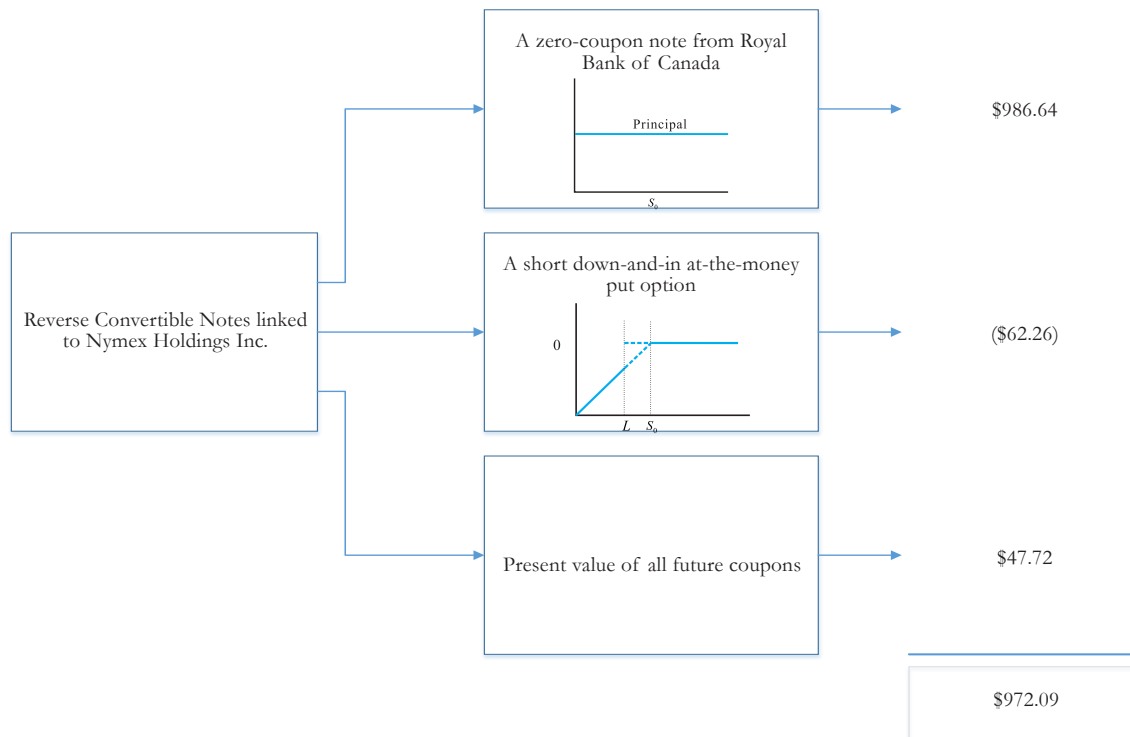 A zero-coupon note from Royal
Bank of Canada
Principal
S₀
$986.64
Reverse Convertible Notes linked
to Nymex Holdings Inc.
A short down-and-in at-the-money
put option
0
L S₀
($62.26)
Present value of all future coupons
$47.72
$972.09